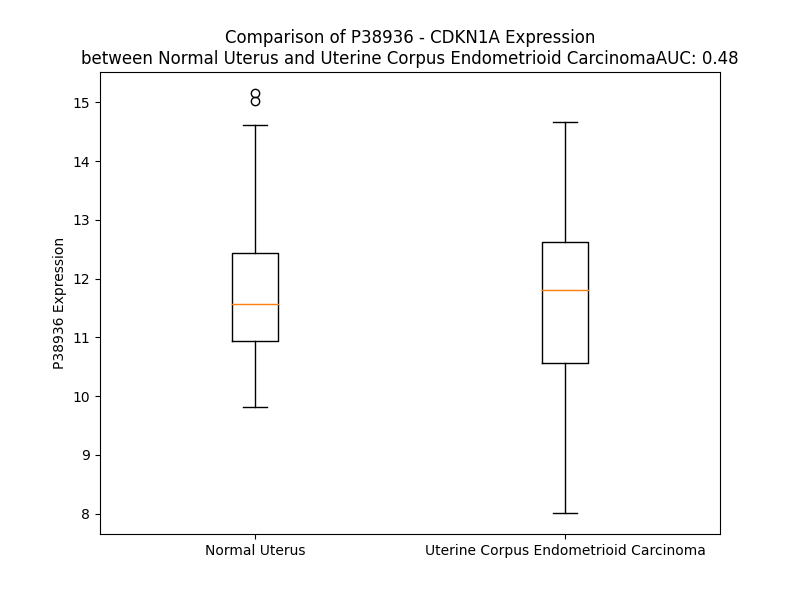 Comparison of P38936 - CDKN1A Expression
between Normal Uterus and Uterine Corpus Endometrioid CarcinomaAUC: 0.48
15
14
13
12
11
10
9
8
P38936 Expression
Normal Uterus
Uterine Corpus Endometrioid Carcinoma